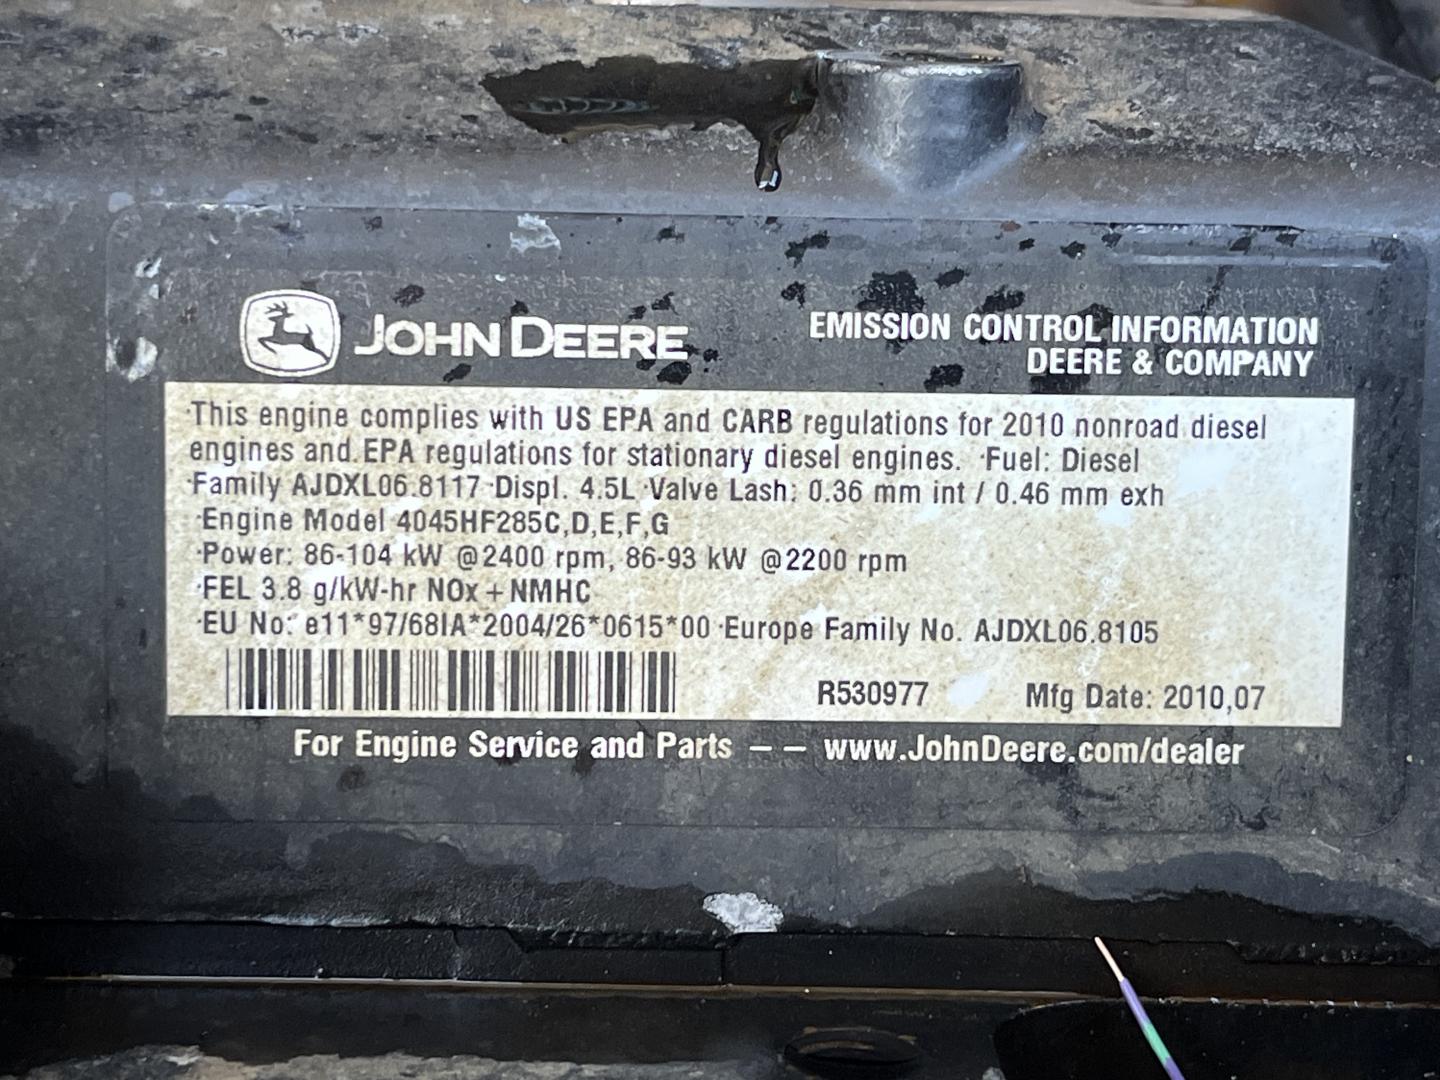 JOHN DEERE
EMISSION CONTROL INFORMATION
DEERE & COMPANY
·This engine complies with US EPA and CARB regulations for 2010 nonroad diesel
engines and EPA regulations for stationary diesel engines. ·Fuel: Diesel
·Family AJDXL06.8117 ·Displ. 4.5L ·Valve Lash: 0.36 mm int / 0.46 mm exh
·Engine Model 4045HF285C,D,E,F,G
·Power: 86-104 kW @2400 rpm, 86-93 kW @2200 rpm
·FEL 3.8 g/kW-hr NOx + NMHC
·EU No: e11*97/68IA*2004/26*0615*00 ·Europe Family No. AJDXL06.8105
R530977 Mfg Date: 2010,07
For Engine Service and Parts – – www.JohnDeere.com/dealer